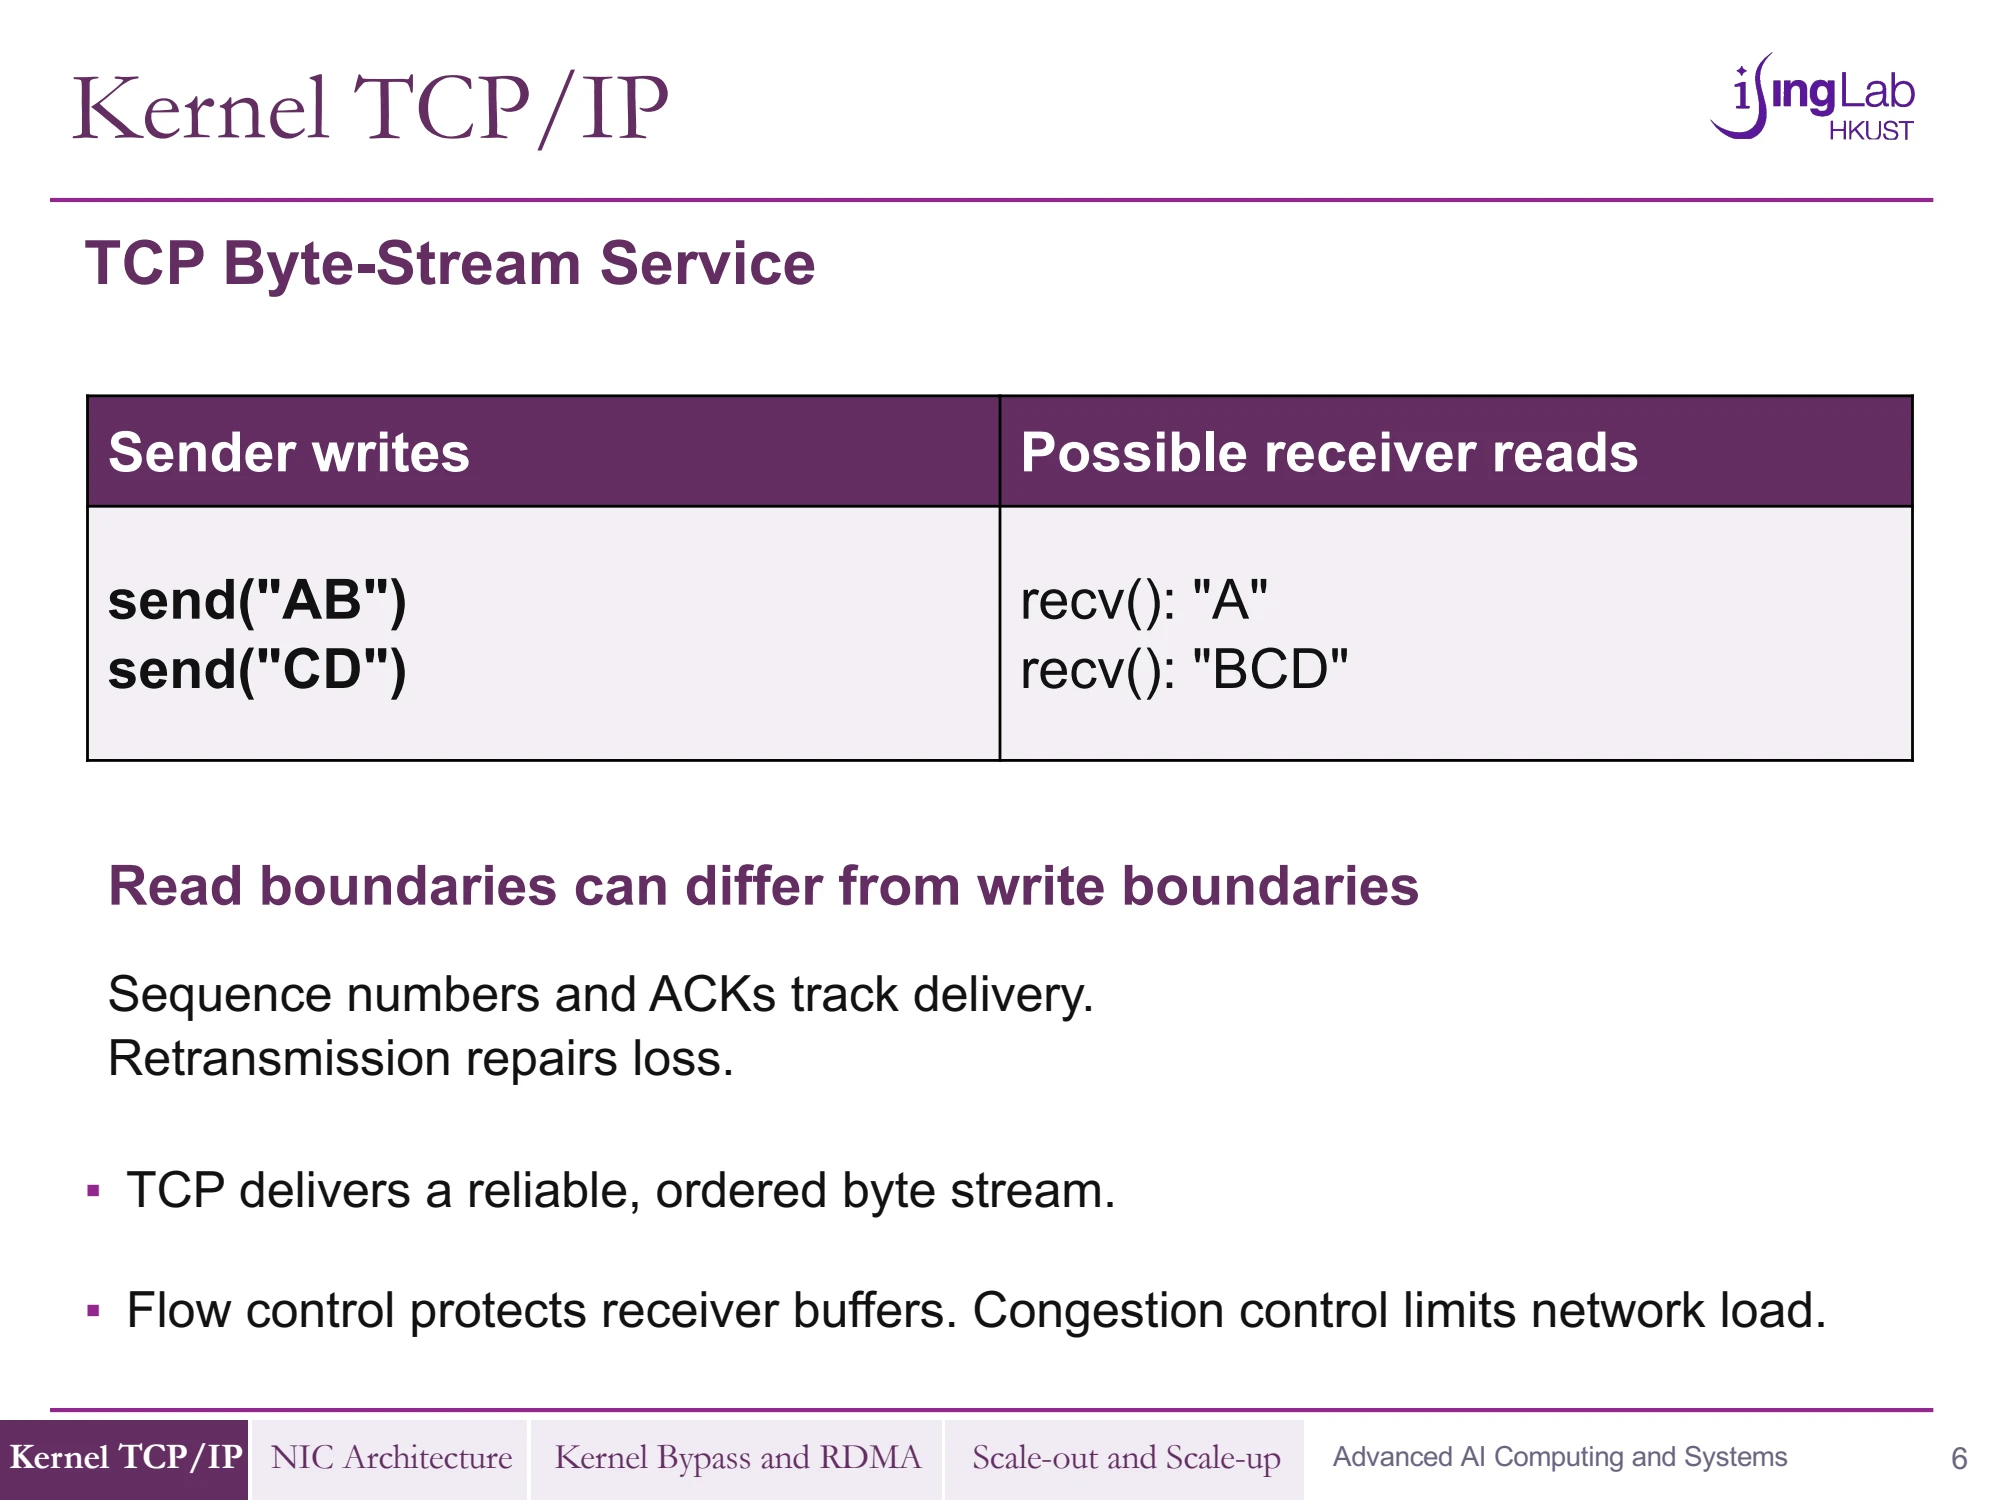 Kernel TCP/IP
isingLab
HKUST
TCP Byte-Stream Service
Sender writes
Possible receiver reads
send("AB")
send("CD")
recv(): "A"
recv(): "BCD"
Read boundaries can differ from write boundaries
Sequence numbers and ACKs track delivery.
Retransmission repairs loss.
▪ TCP delivers a reliable, ordered byte stream.
▪ Flow control protects receiver buffers. Congestion control limits network load.
Kernel TCP/IP
NIC Architecture
Kernel Bypass and RDMA
Scale-out and Scale-up
Advanced AI Computing and Systems
6